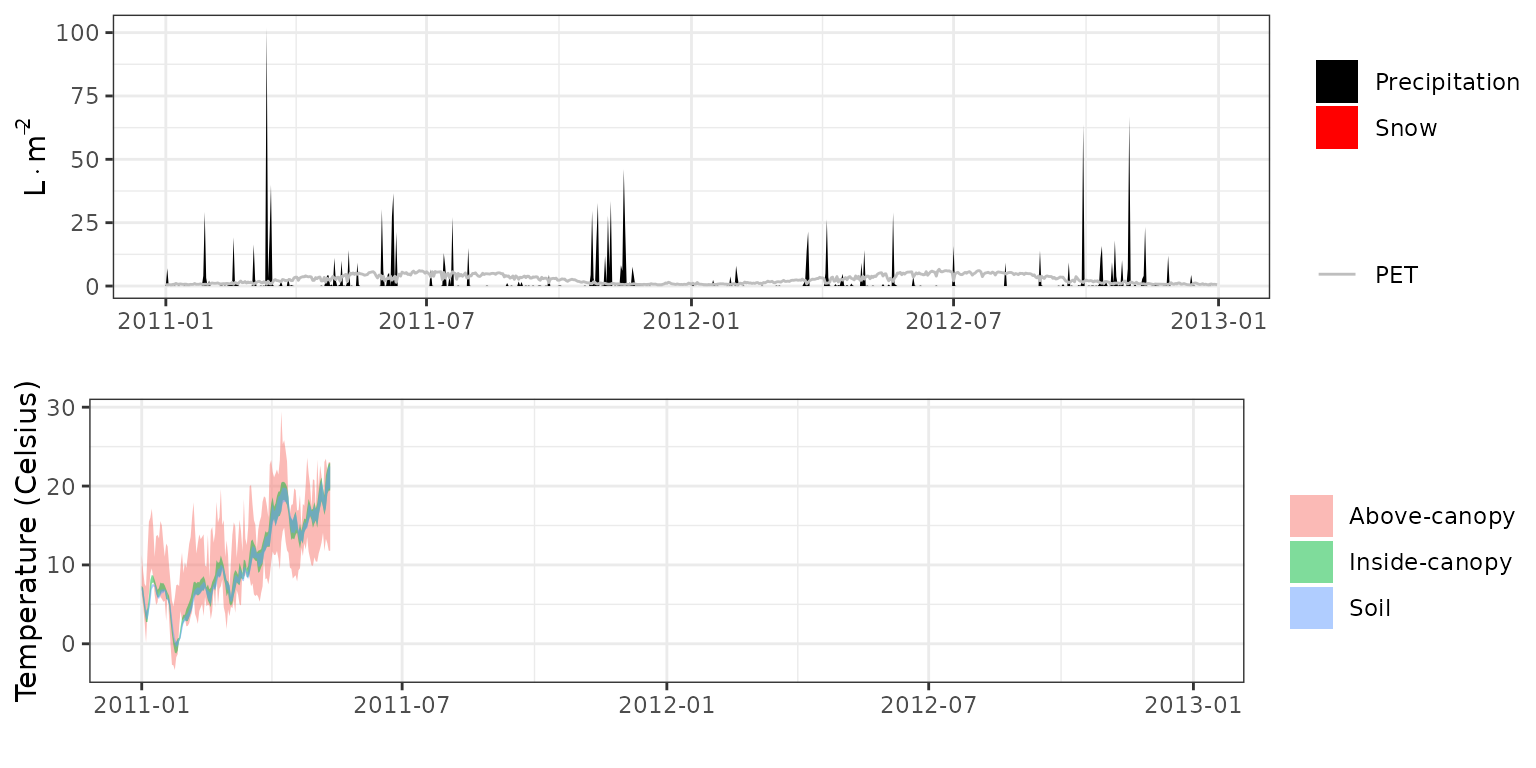 L · m⁻²
100
75
50
25
0
2011-01 2011-07 2012-01 2012-07 2013-01
Precipitation
Snow
PET
Temperature (Celsius)
30
20
10
0
2011-01 2011-07 2012-01 2012-07 2013-01
Above-canopy
Inside-canopy
Soil